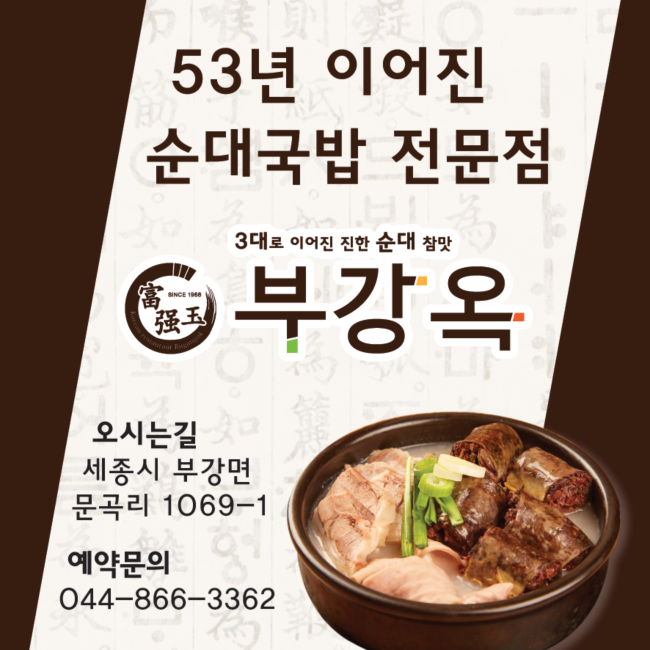 53년 이어진
순대국밥 전문점
3대로 이어진 진한 순대 참맛
SINCE 1968
富强玉
부강옥
오시는길
세종시 부강면
문곡리 1069-1
예약문의
044-866-3362